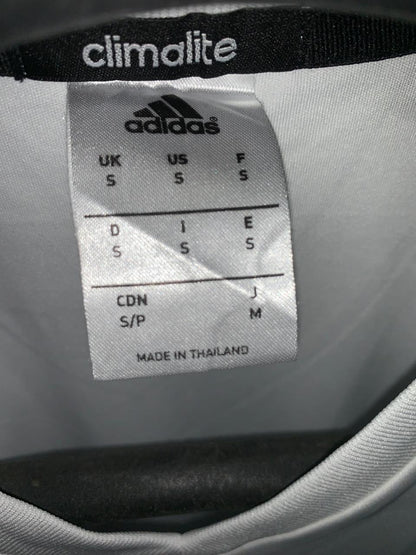 climalite
adidas
UK US F
S S S
D I E
S S S
CDN J
S/P M
MADE IN THAILAND